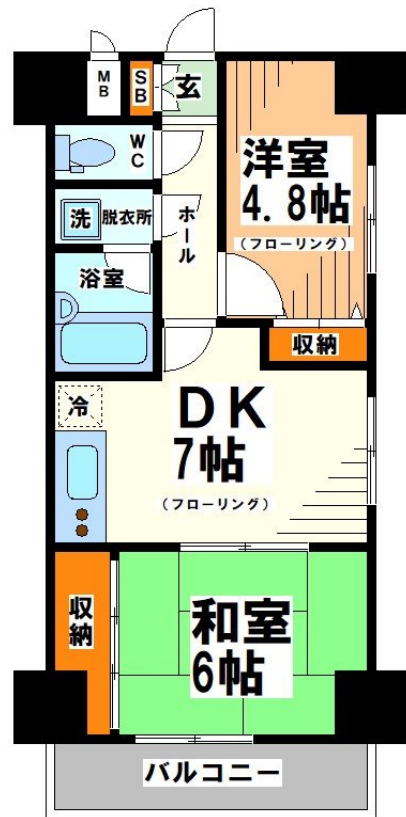 MB
SB
玄
WC
洋室
4.8帖
(フローリング)
洗
脱衣所
ホール
浴室
収納
冷
DK
7帖
(フローリング)
収納
和室
6帖
バルコニー